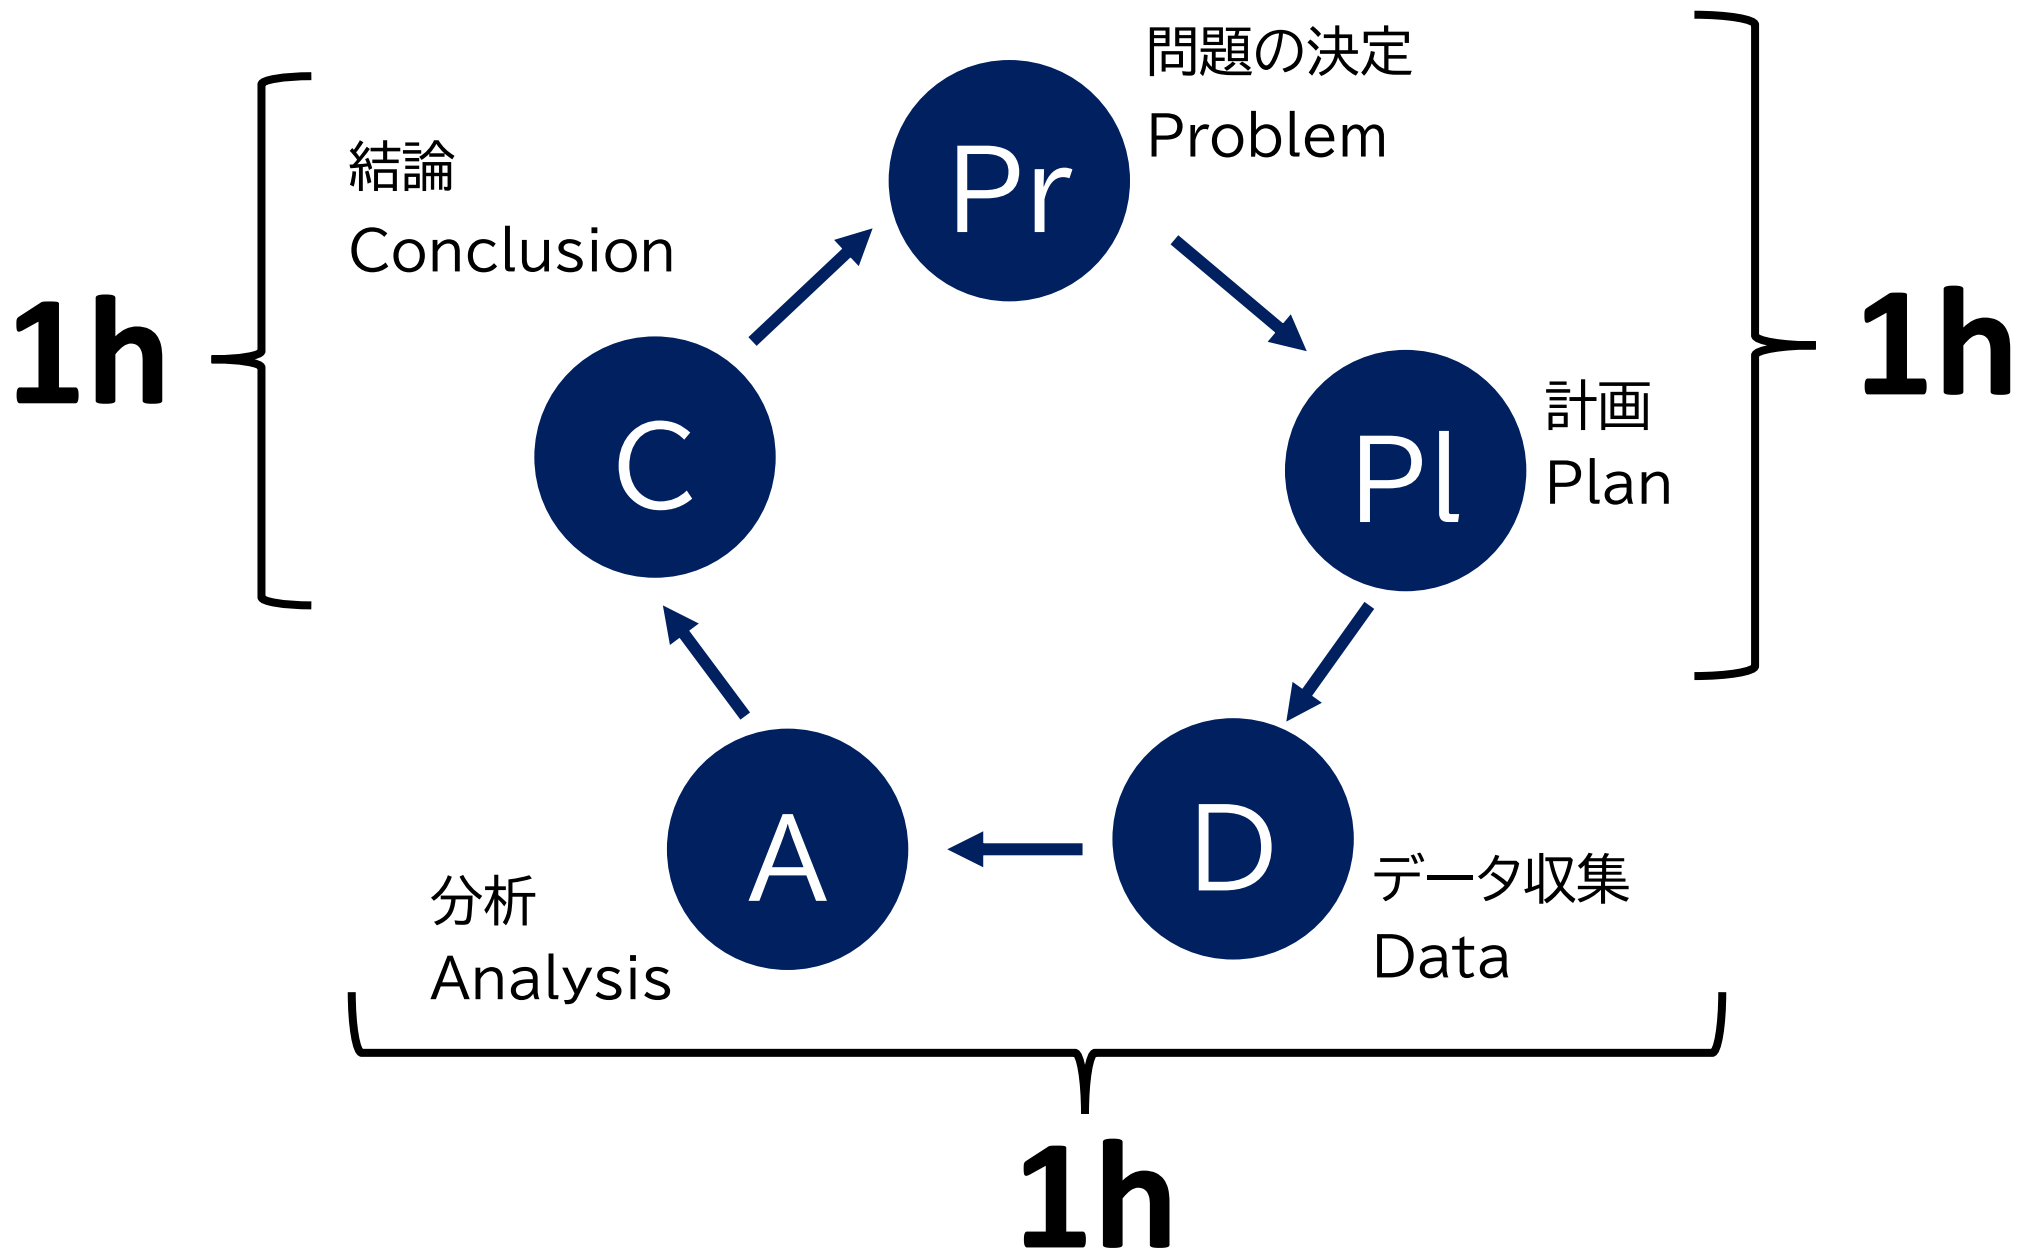 問題の決定
Problem
Pr
結論
Conclusion
1h
1h
計画
Plan
Pl
C
D
データ収集
Data
A
分析
Analysis
1h